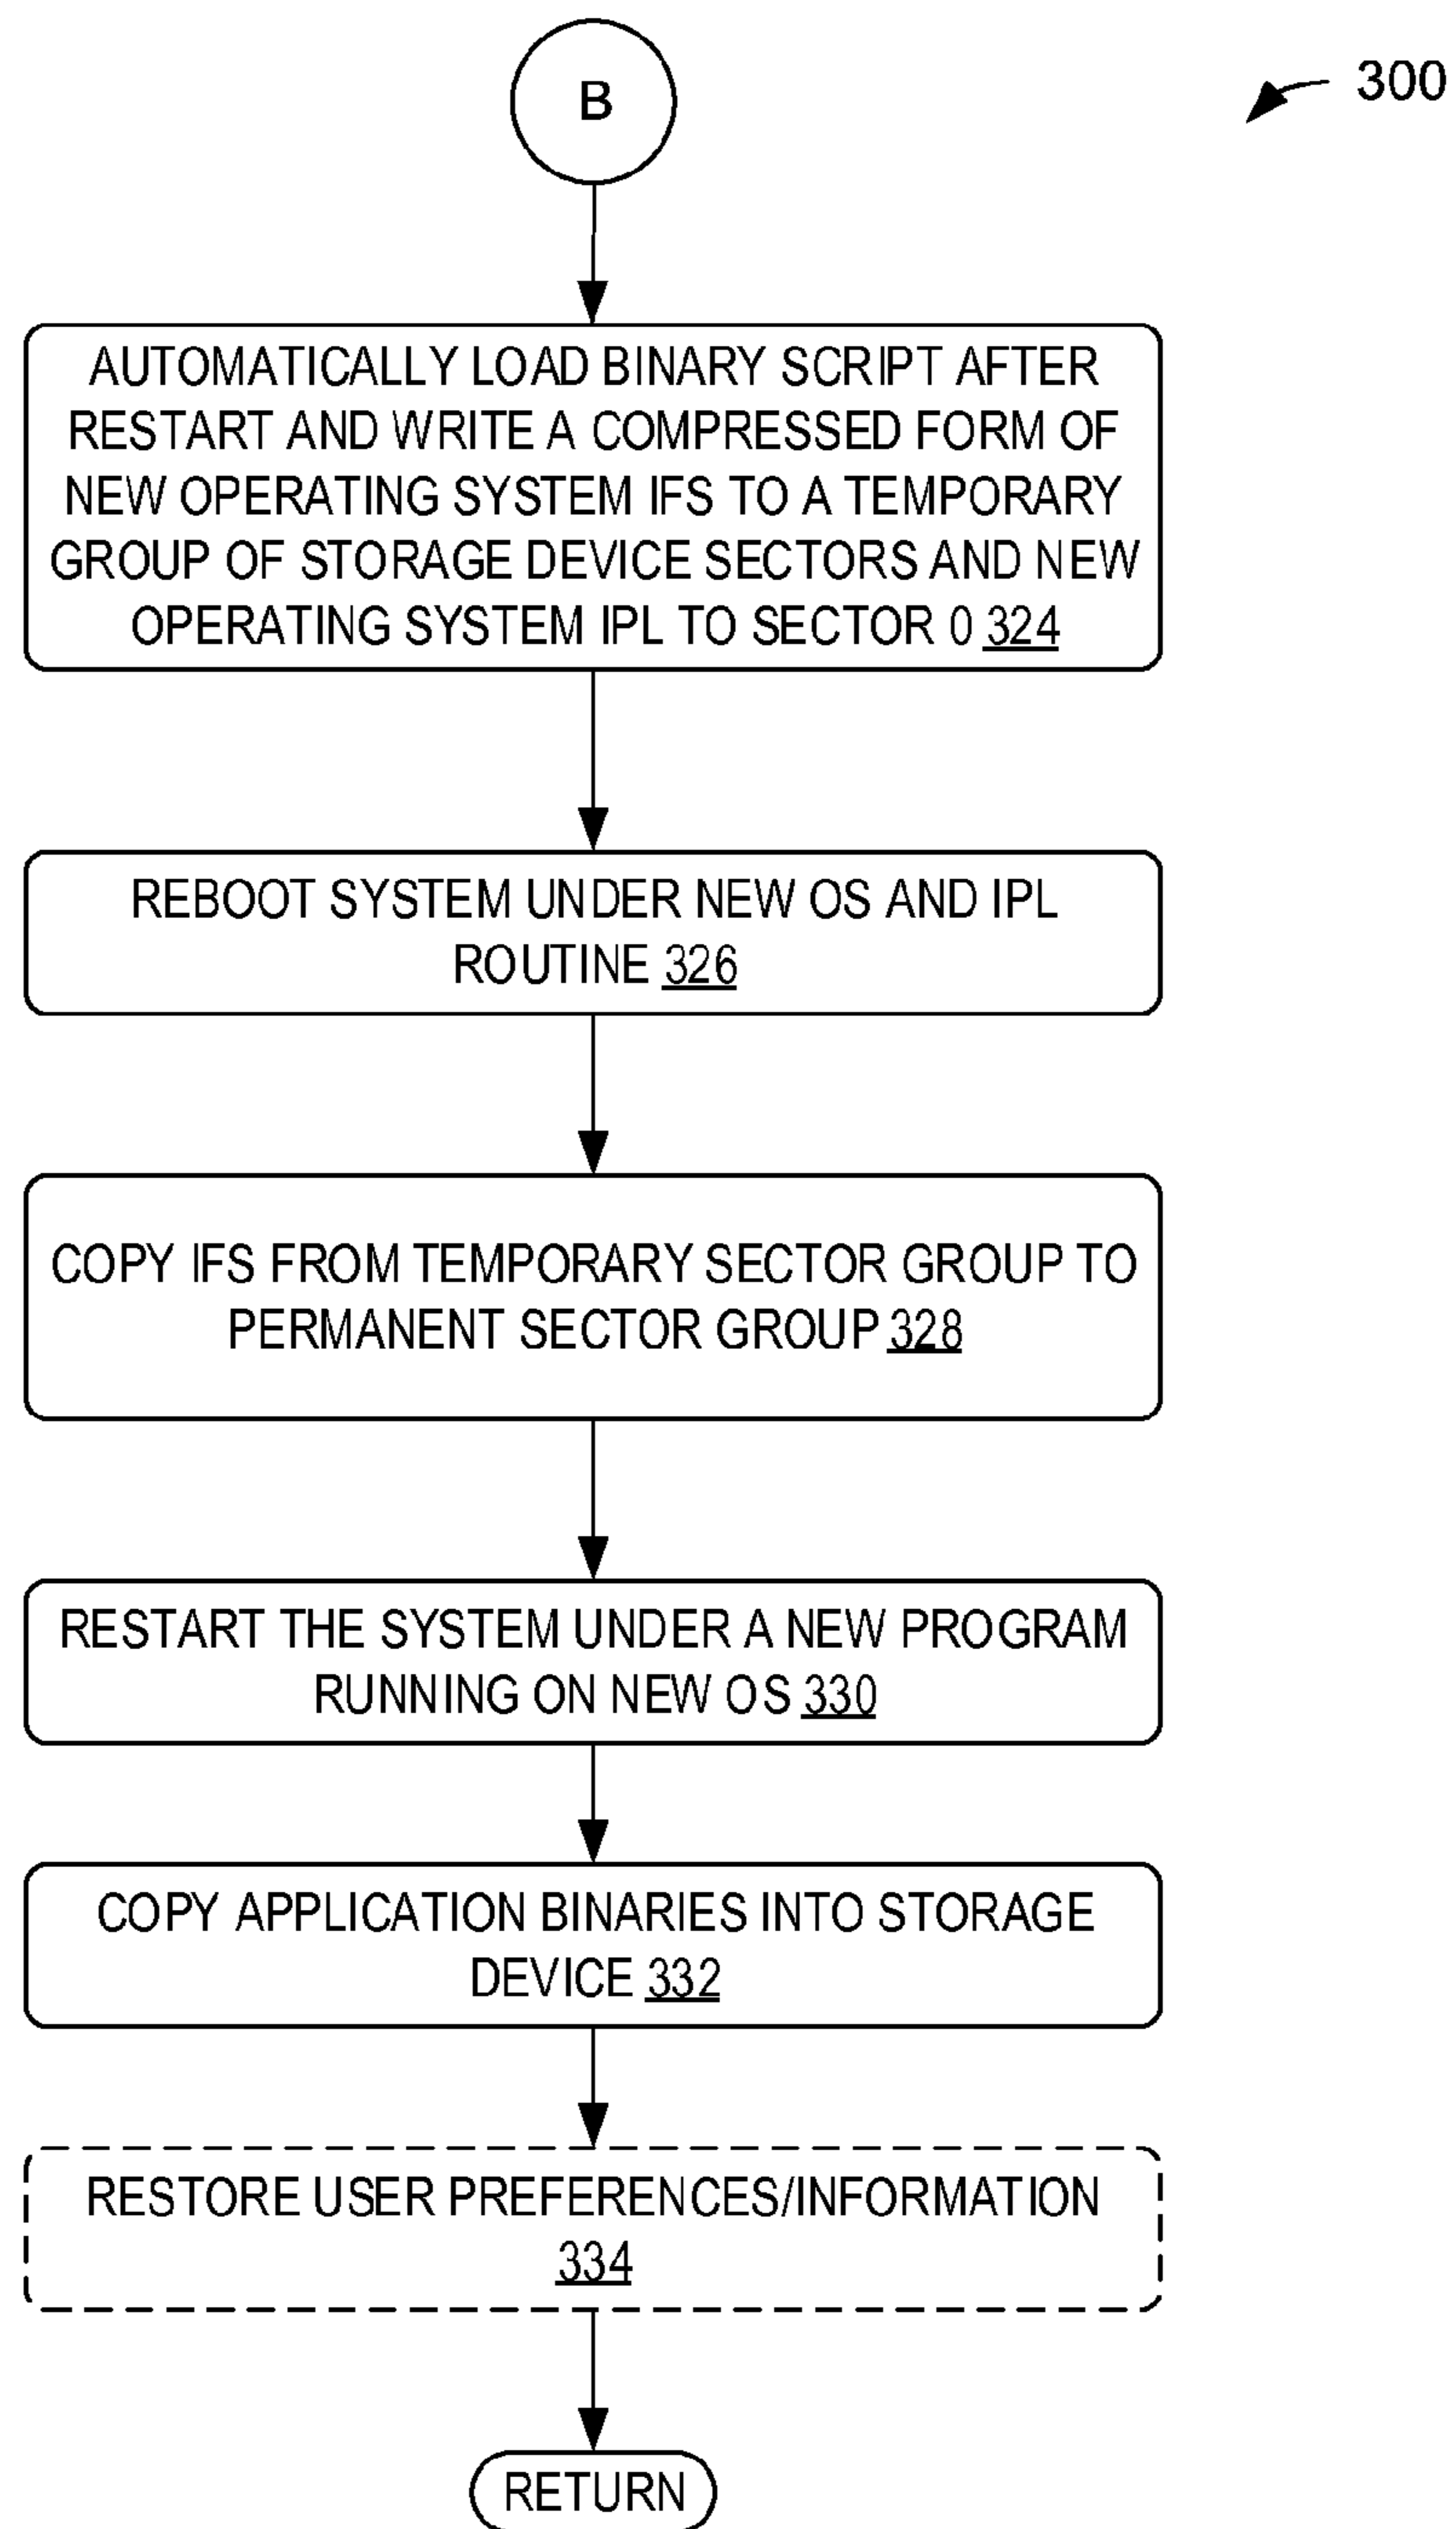 B
300
AUTOMATICALLY LOAD BINARY SCRIPT AFTER
RESTART AND WRITE A COMPRESSED FORM OF
NEW OPERATING SYSTEM IFS TO A TEMPORARY
GROUP OF STORAGE DEVICE SECTORS AND NEW
OPERATING SYSTEM IPL TO SECTOR 0 324
REBOOT SYSTEM UNDER NEW OS AND IPL
ROUTINE 326
COPY IFS FROM TEMPORARY SECTOR GROUP TO
PERMANENT SECTOR GROUP 328
RESTART THE SYSTEM UNDER A NEW PROGRAM
RUNNING ON NEW OS 330
COPY APPLICATION BINARIES INTO STORAGE
DEVICE 332
RESTORE USER PREFERENCES/INFORMATION
334
RETURN